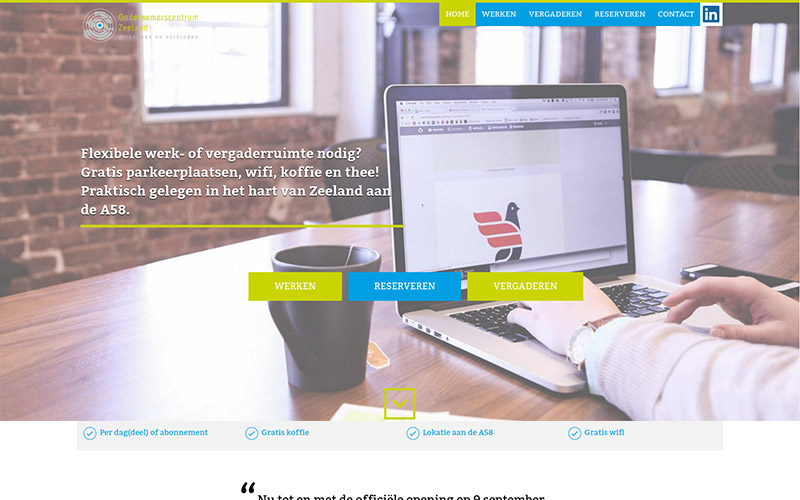 Ondernemerscentrum
Zeeland
en verbinden
HOME
WERKEN
VERGADEREN
RESERVEREN
CONTACT
in
Flexibele werk- of vergaderruimte nodig?
Gratis parkeerplaatsen, wifi, koffie en thee!
Praktisch gelegen in het hart van Zeeland aan
de A58.
WERKEN
RESERVEREN
VERGADEREN
Per dag(deel) of abonnement
Gratis koffie
Lokatie aan de A58
Gratis wifi
“ Nu tot en met de officiële opening op 9 september